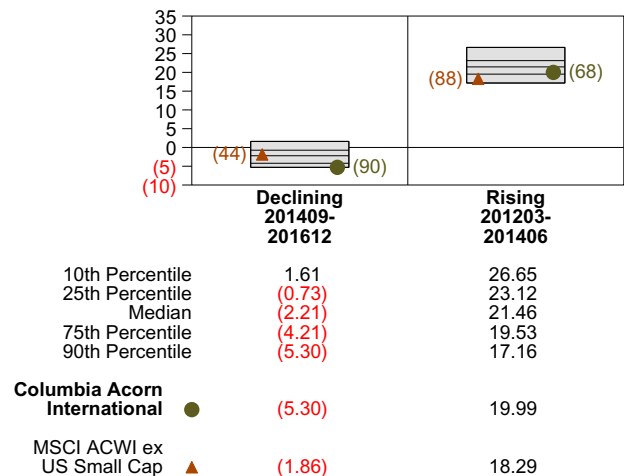 35
30
25
20
15
10
5
0
(5)
(10)
(44)
(90)
(88)
(68)
Declining
201409-
201612
Rising
201203-
201406
10th Percentile 1.61 26.65
25th Percentile (0.73) 23.12
Median (2.21) 21.46
75th Percentile (4.21) 19.53
90th Percentile (5.30) 17.16
Columbia Acorn
International (5.30) 19.99
MSCI ACWI ex
US Small Cap (1.86) 18.29